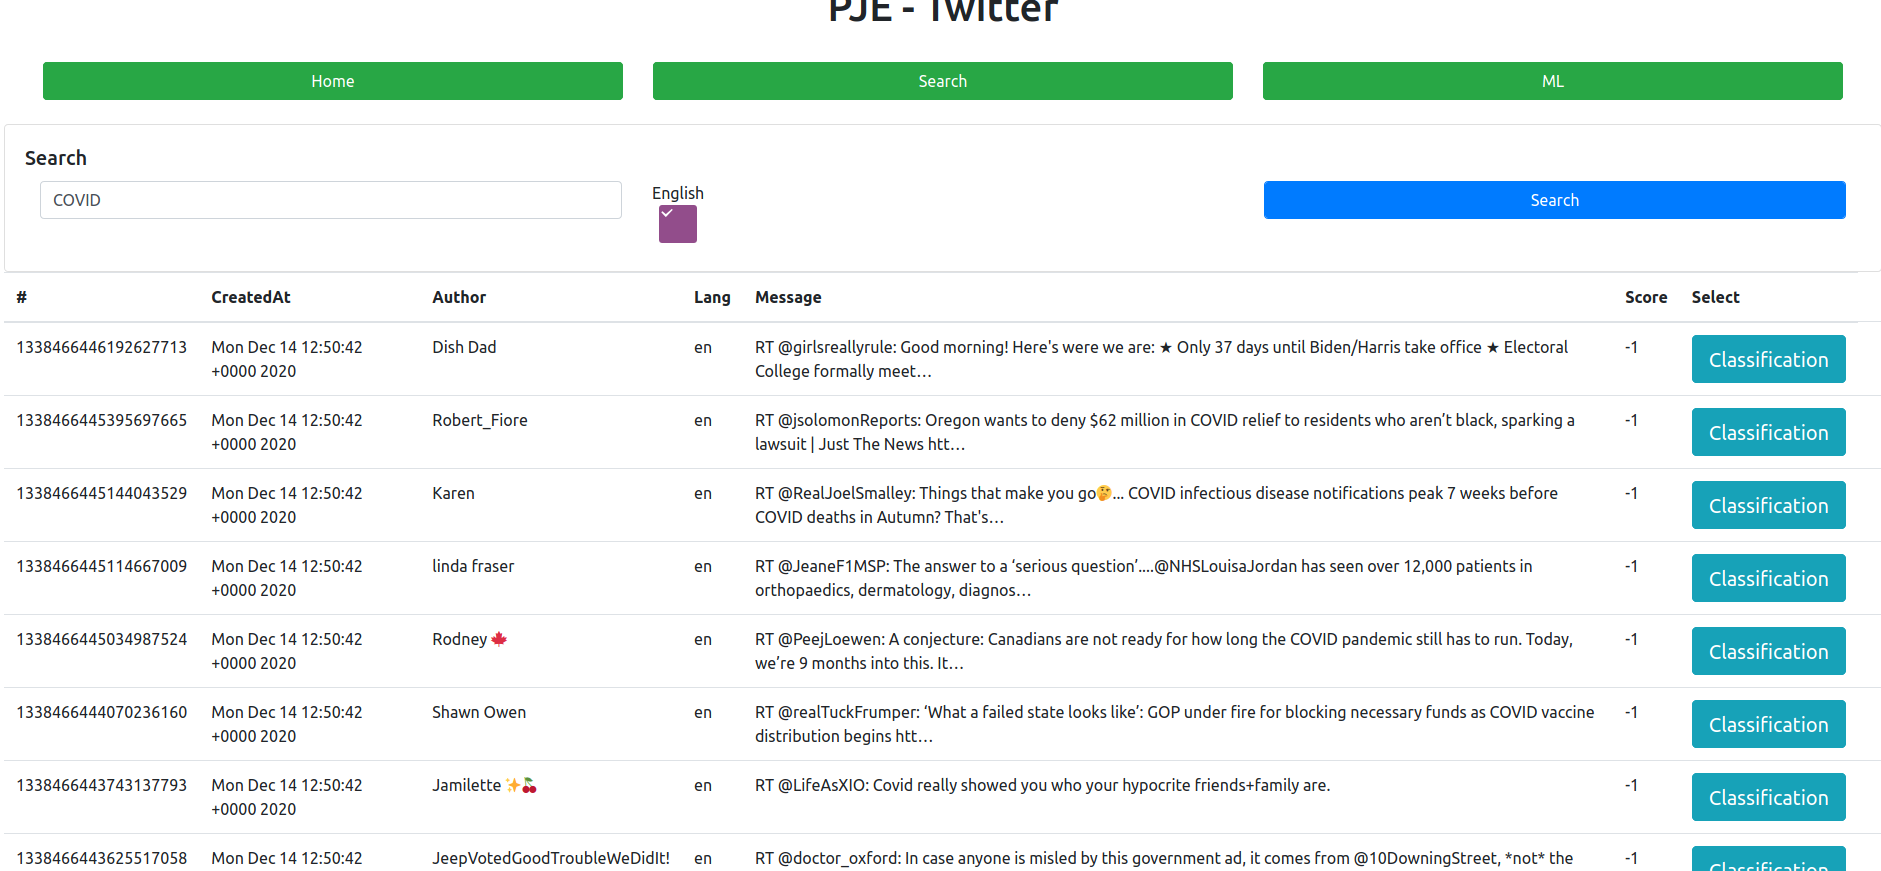 PJE - Twitter
Home Search ML
Search
COVID English Search
# CreatedAt Author Lang Message Score Select
1338466446192627713 Mon Dec 14 12:50:42 Dish Dad en RT @girlsreallyrule: Good morning! Here's were we are: ★ Only 37 days until Biden/Harris take office ★ Electoral -1 Classification
+0000 2020 College formally meet…
1338466445395697665 Mon Dec 14 12:50:42 Robert_Fiore en RT @jsolomonReports: Oregon wants to deny $62 million in COVID relief to residents who aren’t black, sparking a -1 Classification
+0000 2020 lawsuit | Just The News htt…
1338466445144043529 Mon Dec 14 12:50:42 Karen en RT @RealJoelSmalley: Things that make you go🤔... COVID infectious disease notifications peak 7 weeks before -1 Classification
+0000 2020 COVID deaths in Autumn? That's…
1338466445114667009 Mon Dec 14 12:50:42 linda fraser en RT @JeaneF1MSP: The answer to a ‘serious question’....@NHSLouisaJordan has seen over 12,000 patients in -1 Classification
+0000 2020 orthopaedics, dermatology, diagnos…
1338466445034987524 Mon Dec 14 12:50:42 Rodney 🍁 en RT @PeejLoewen: A conjecture: Canadians are not ready for how long the COVID pandemic still has to run. Today, -1 Classification
+0000 2020 we’re 9 months into this. It…
1338466444070236160 Mon Dec 14 12:50:42 Shawn Owen en RT @realTuckFrumper: ‘What a failed state looks like’: GOP under fire for blocking necessary funds as COVID vaccine -1 Classification
+0000 2020 distribution begins htt…
1338466443743137793 Mon Dec 14 12:50:42 Jamilette ✨🍒 en RT @LifeAsXIO: Covid really showed you who your hypocrite friends+family are. -1 Classification
+0000 2020
1338466443625517058 Mon Dec 14 12:50:42 JeepVotedGoodTroubleWeDidIt! en RT @doctor_oxford: In case anyone is misled by this government ad, it comes from @10DowningStreet, *not* the -1 Classification